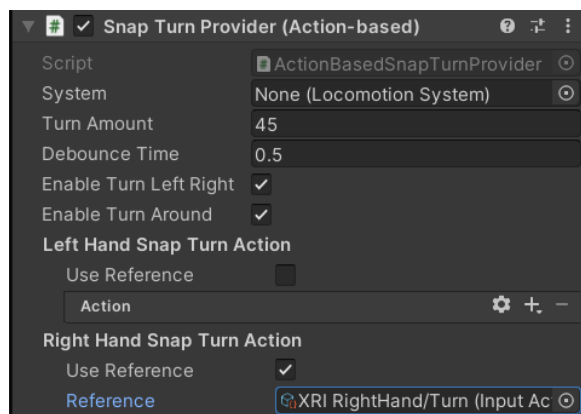 # Snap Turn Provider (Action-based)
Script # ActionBasedSnapTurnProvider
System None (Locomotion System)
Turn Amount 45
Debounce Time 0.5
Enable Turn Left Right
Enable Turn Around
Left Hand Snap Turn Action
Use Reference
Action
Right Hand Snap Turn Action
Use Reference
Reference XRI RightHand/Turn (Input Ac